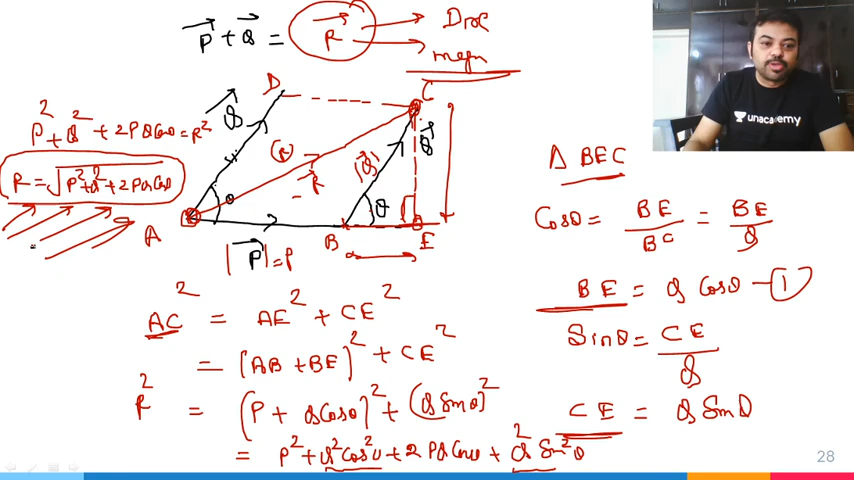 P⃗ + Q⃗ = R⃗
Dirc
magn
D
C
P² + Q² + 2PQ Cosθ = R²
R = √P² + Q² + 2PQ Cosθ
Q⃗
(R)
R⃗
|Q⃗|
Q⃗
θ
θ
A
B
E
|P⃗| = P
AC² = AE² + CE²
= [AB + BE]² + CE²
R² = (P + Q Cosθ)² + (Q Sinθ)²
= P² + Q² Cos²θ + 2PQ Cosθ + Q² Sin²θ
Δ BEC
Cosθ = BE/BC = BE/Q
BE = Q Cosθ — 1
Sinθ = CE/Q
CE = Q Sinθ
unacademy
28